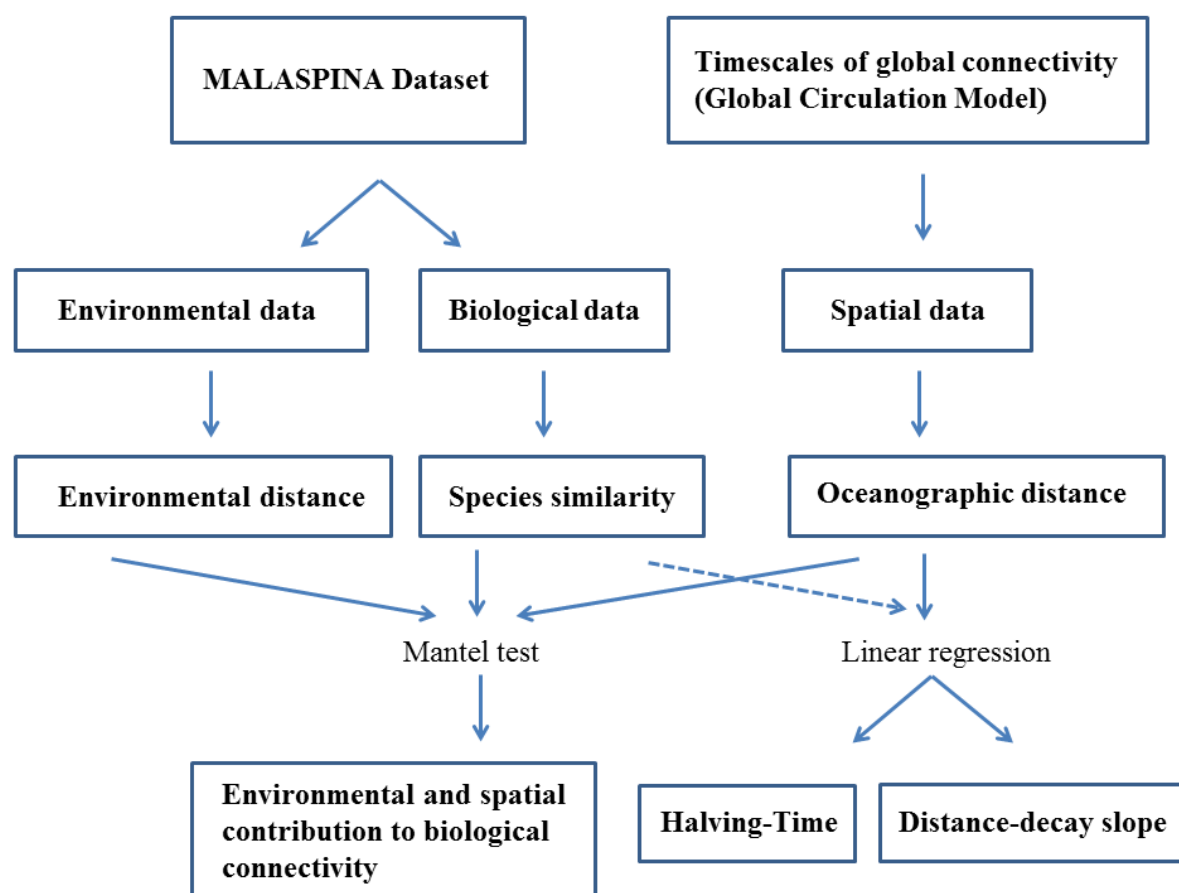 MALASPINA Dataset
Timescales of global connectivity
(Global Circulation Model)
Environmental data
Biological data
Spatial data
Environmental distance
Species similarity
Oceanographic distance
Mantel test
Linear regression
Environmental and spatial
contribution to biological
connectivity
Halving-Time
Distance-decay slope